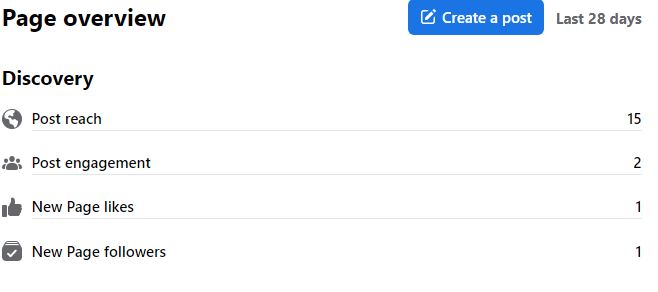 Page overview
Create a post
Last 28 days
Discovery
Post reach 15
Post engagement 2
New Page likes 1
New Page followers 1